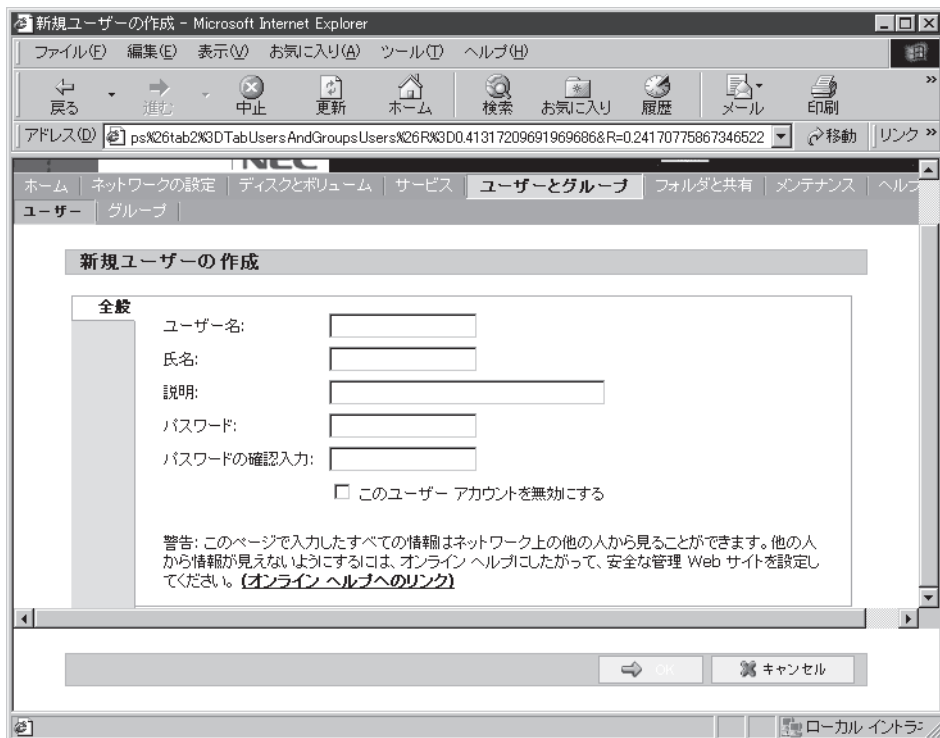 新規ユーザーの作成 - Microsoft Internet Explorer
ファイル(F) 編集(E) 表示(V) お気に入り(A) ツール(T) ヘルプ(H)
戻る 進む 中止 更新 ホーム 検索 お気に入り 履歴 メール 印刷 »
アドレス(D) ps%26tab2%3DTabUsersAndGroupsUsers%26R%3D0.413172096919696868&R=0.24170775867346522 移動 リンク »
NEC
ホーム | ネットワークの設定 | ディスクとボリューム | サービス | ユーザーとグループ | フォルダと共有 | メンテナンス | ヘルプ
ユーザー | グループ |
新規ユーザーの作成
全般
ユーザー名:
氏名:
説明:
パスワード:
パスワードの確認入力:
このユーザー アカウントを無効にする
警告: このページで入力したすべての情報はネットワーク上の他の人から見ることができます。他の人
から情報が見えないようにするには、オンライン ヘルプにしたがって、安全な管理 Web サイトを設定し
てください。(オンライン ヘルプへのリンク)
OK キャンセル
ローカル イントラ